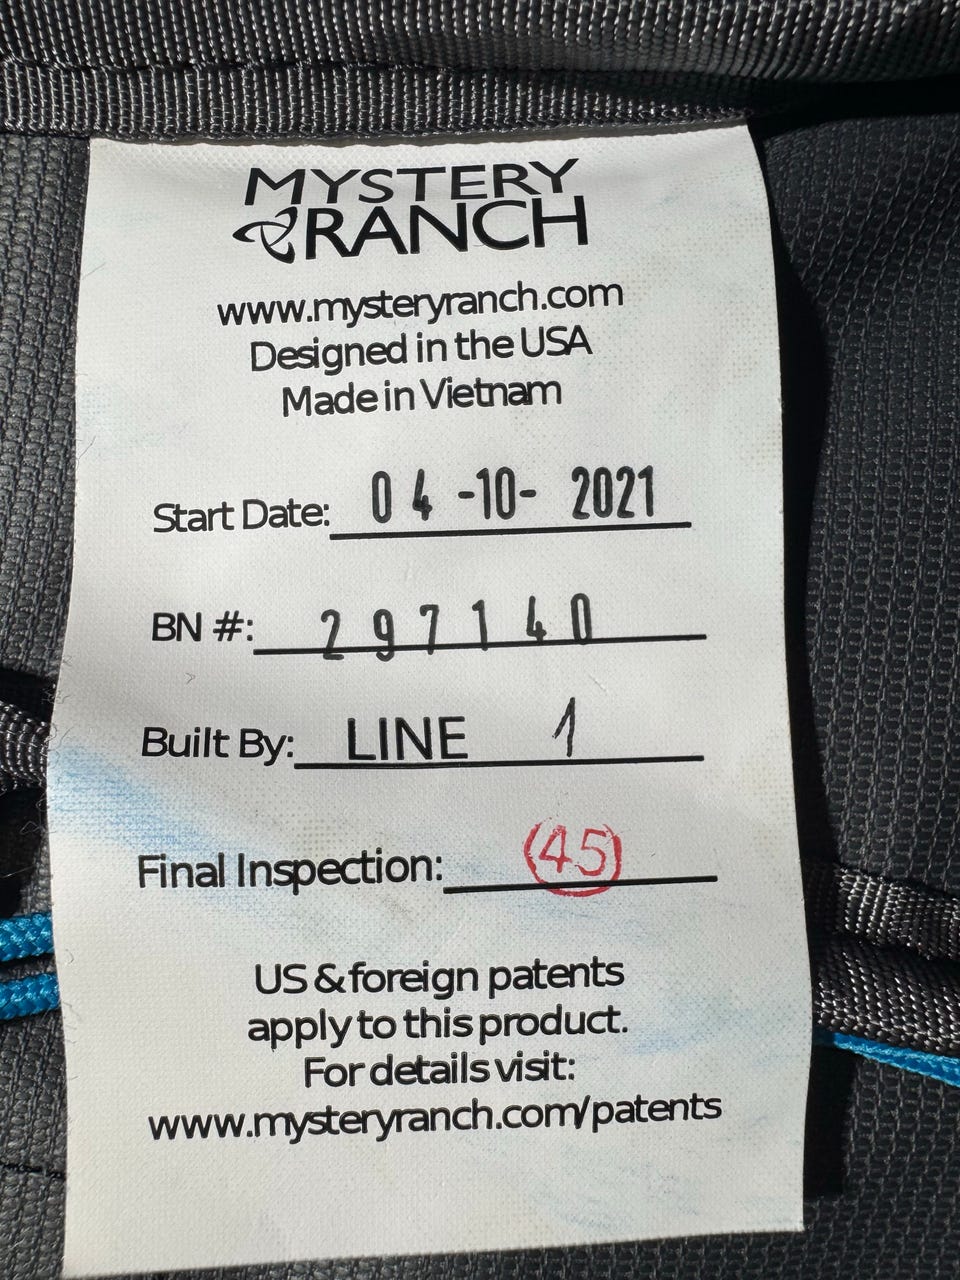 MYSTERY
RANCH
www.mysteryranch.com
Designed in the USA
Made in Vietnam
Start Date: 04 -10- 2021
BN #: 297140
Built By: LINE 1
Final Inspection: 45
US & foreign patents
apply to this product.
For details visit:
www.mysteryranch.com/patents